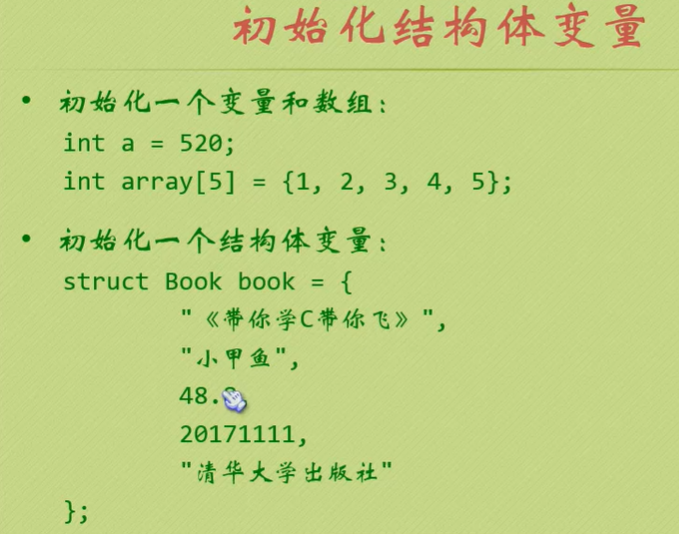 初始化结构体变量
• 初始化一个变量和数组：
int a = 520;
int array[5] = {1, 2, 3, 4, 5};
• 初始化一个结构体变量：
struct Book book = {
"《带你学C带你飞》",
"小甲鱼",
48.
20171111,
"清华大学出版社"
};